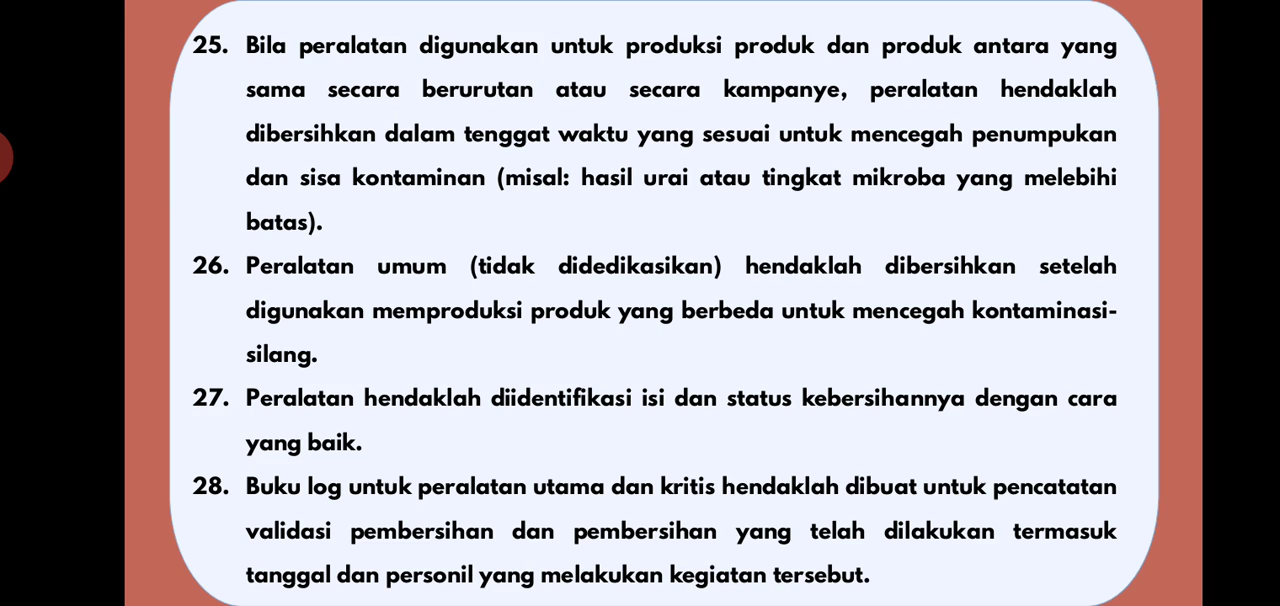 25. Bila peralatan digunakan untuk produksi produk dan produk antara yang
sama secara berurutan atau secara kampanye, peralatan hendaklah
dibersihkan dalam tenggat waktu yang sesuai untuk mencegah penumpukan
dan sisa kontaminan (misal: hasil urai atau tingkat mikroba yang melebihi
batas).
26. Peralatan umum (tidak didedikasikan) hendaklah dibersihkan setelah
digunakan memproduksi produk yang berbeda untuk mencegah kontaminasi-
silang.
27. Peralatan hendaklah diidentifikasi isi dan status kebersihannya dengan cara
yang baik.
28. Buku log untuk peralatan utama dan kritis hendaklah dibuat untuk pencatatan
validasi pembersihan dan pembersihan yang telah dilakukan termasuk
tanggal dan personil yang melakukan kegiatan tersebut.